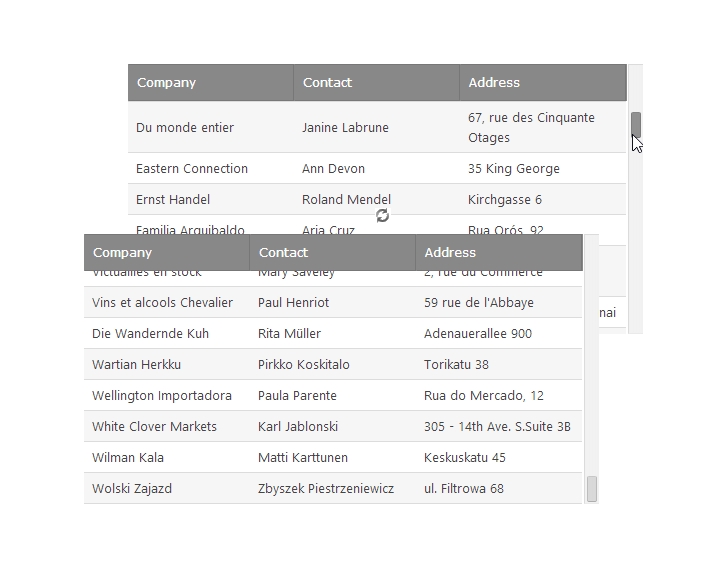 Company Contact Address
Du monde entier Janine Labrune 67, rue des Cinquante
Otages
Eastern Connection Ann Devon 35 King George
Ernst Handel Roland Mendel Kirchgasse 6
Familia Arquibaldo Aria Cruz Rua Orós, 92
Company Contact Address
Victuailles en stock Mary Saveley 2, rue du Commerce
Vins et alcools Chevalier Paul Henriot 59 rue de l'Abbaye
Die Wandernde Kuh Rita Müller Adenauerallee 900
Wartian Herkku Pirkko Koskitalo Torikatu 38
Wellington Importadora Paula Parente Rua do Mercado, 12
White Clover Markets Karl Jablonski 305 - 14th Ave. S.Suite 3B
Wilman Kala Matti Karttunen Keskuskatu 45
Wolski Zajazd Zbyszek Piestrzeniewicz ul. Filtrowa 68